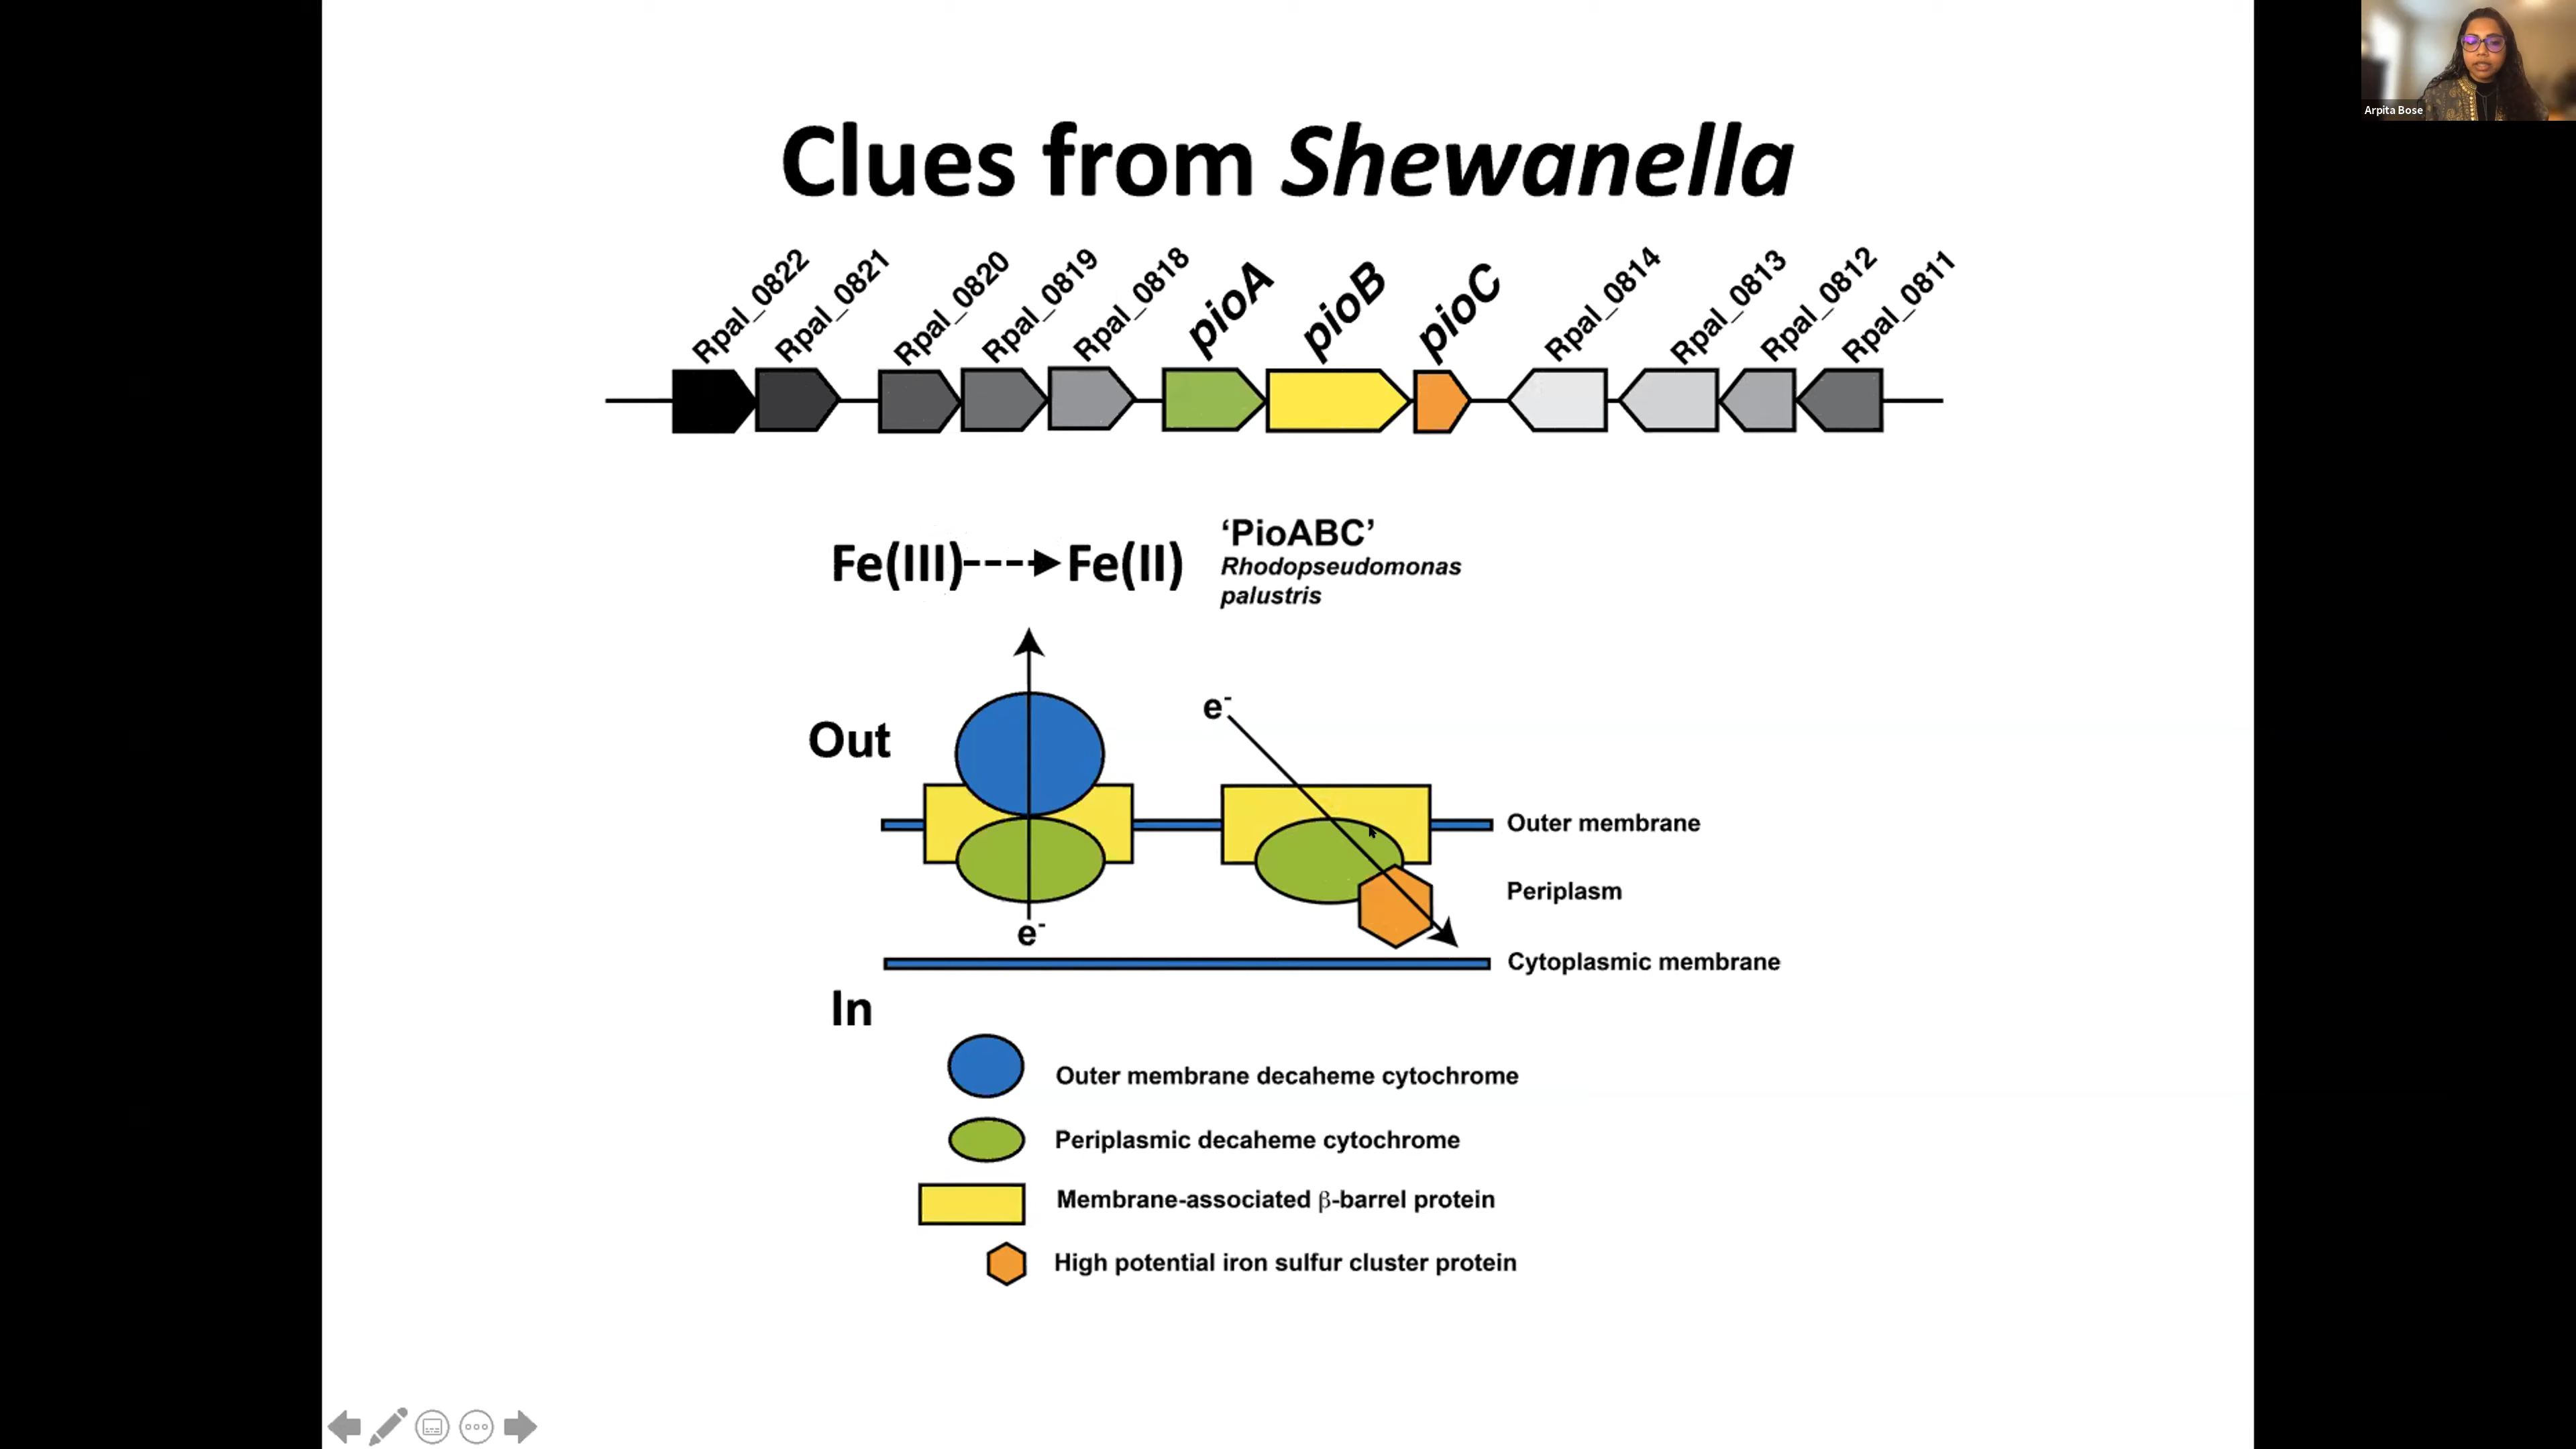 Arpita Bose
Clues from Shewanella
Rpal_0822
Rpal_0821
Rpal_0820
Rpal_0819
Rpal_0818
pioA
pioB
pioC
Rpal_0814
Rpal_0813
Rpal_0812
Rpal_0811
Fe(III)---▸Fe(II)
‘PioABC’
Rhodopseudomonas
palustris
e-
Out
Outer membrane
Periplasm
e-
Cytoplasmic membrane
In
Outer membrane decaheme cytochrome
Periplasmic decaheme cytochrome
Membrane-associated β-barrel protein
High potential iron sulfur cluster protein